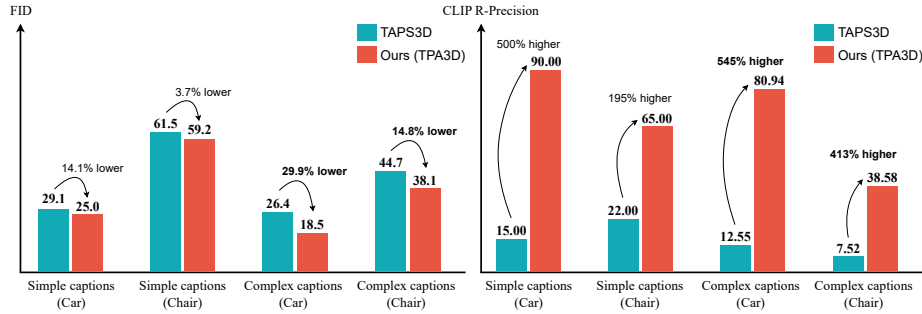 FID
TAPS3D
Ours (TPA3D)
3.7% lower
61.5
59.2
14.8% lower
14.1% lower
44.7
38.1
29.9% lower
29.1
25.0
26.4
18.5
Simple captions
(Car)
Simple captions
(Chair)
Complex captions
(Car)
Complex captions
(Chair)
CLIP R-Precision
TAPS3D
Ours (TPA3D)
500% higher
90.00
545% higher
80.94
195% higher
65.00
413% higher
38.58
15.00
22.00
12.55
7.52
Simple captions
(Car)
Simple captions
(Chair)
Complex captions
(Car)
Complex captions
(Chair)